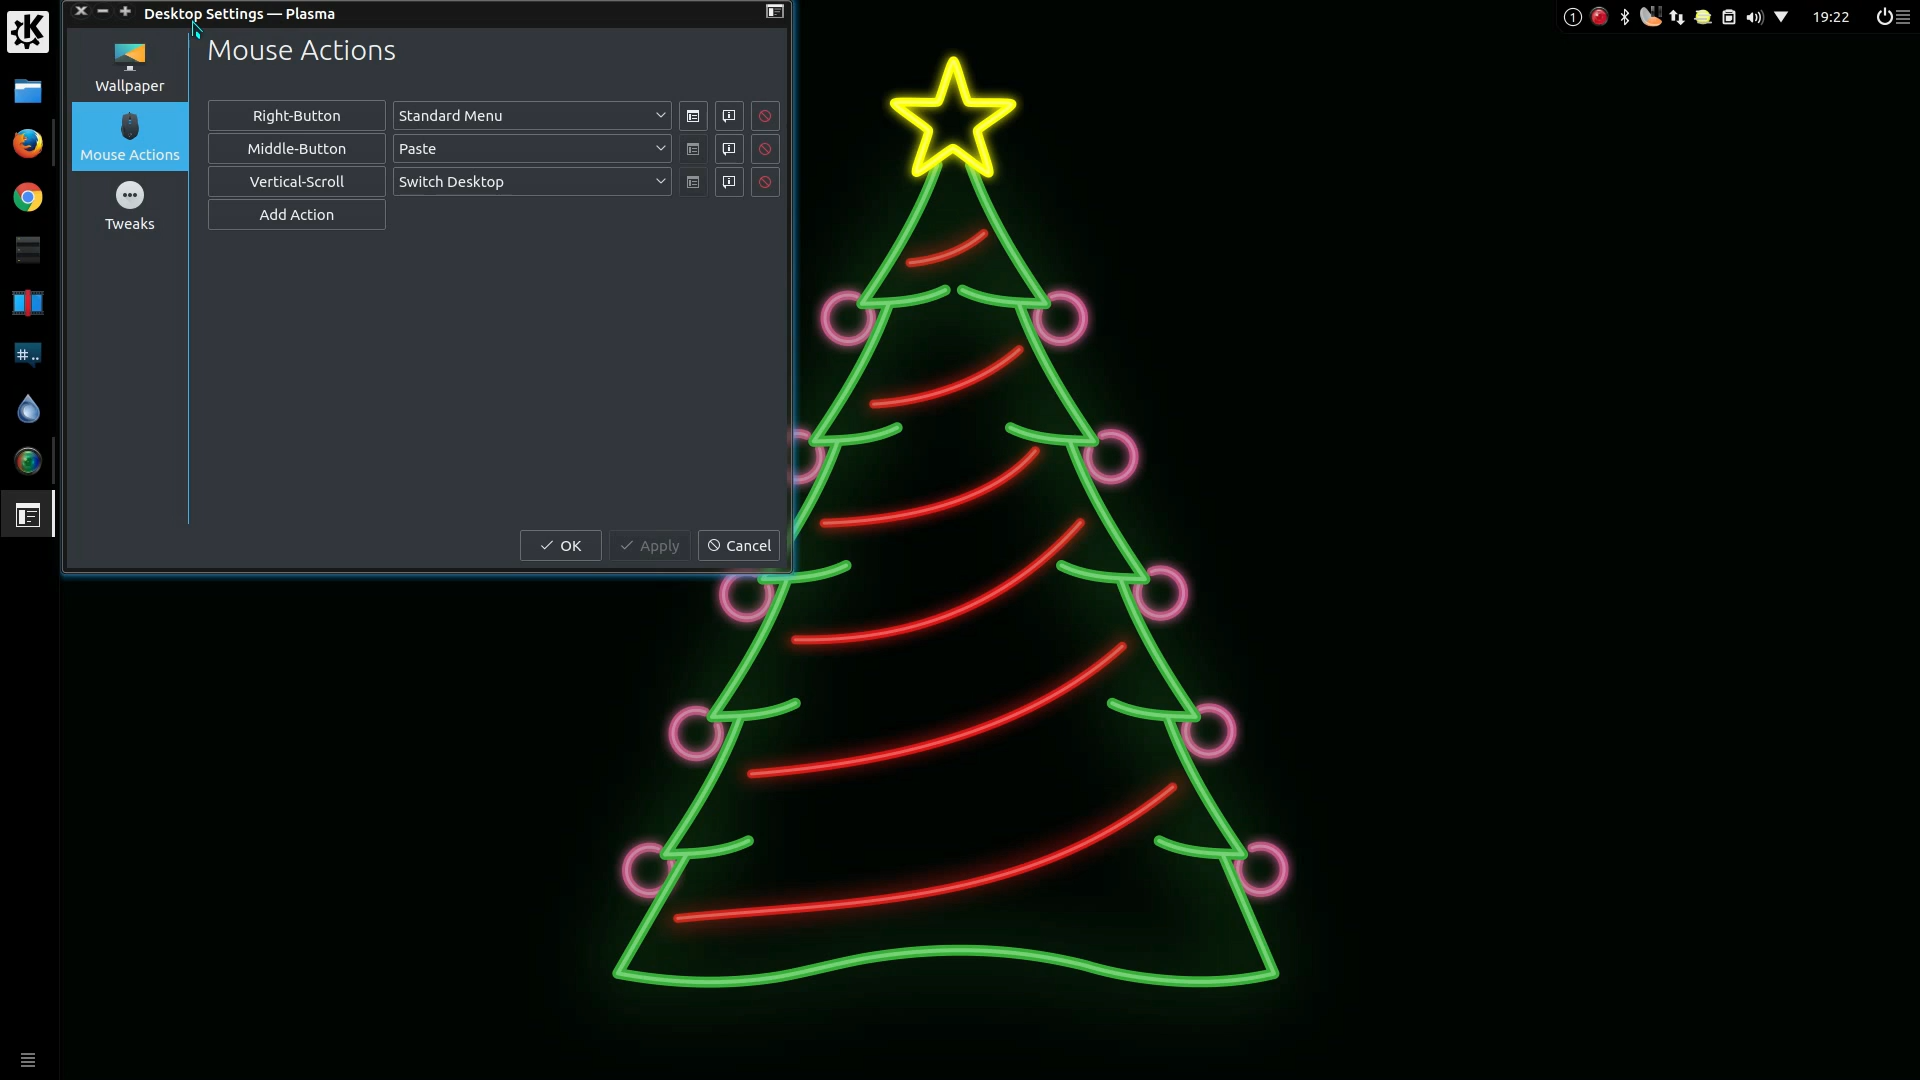 Desktop Settings — Plasma
1
19:22
Mouse Actions
Wallpaper
Mouse Actions
Tweaks
Right-Button
Standard Menu
Middle-Button
Paste
Vertical-Scroll
Switch Desktop
Add Action
OK
Apply
Cancel